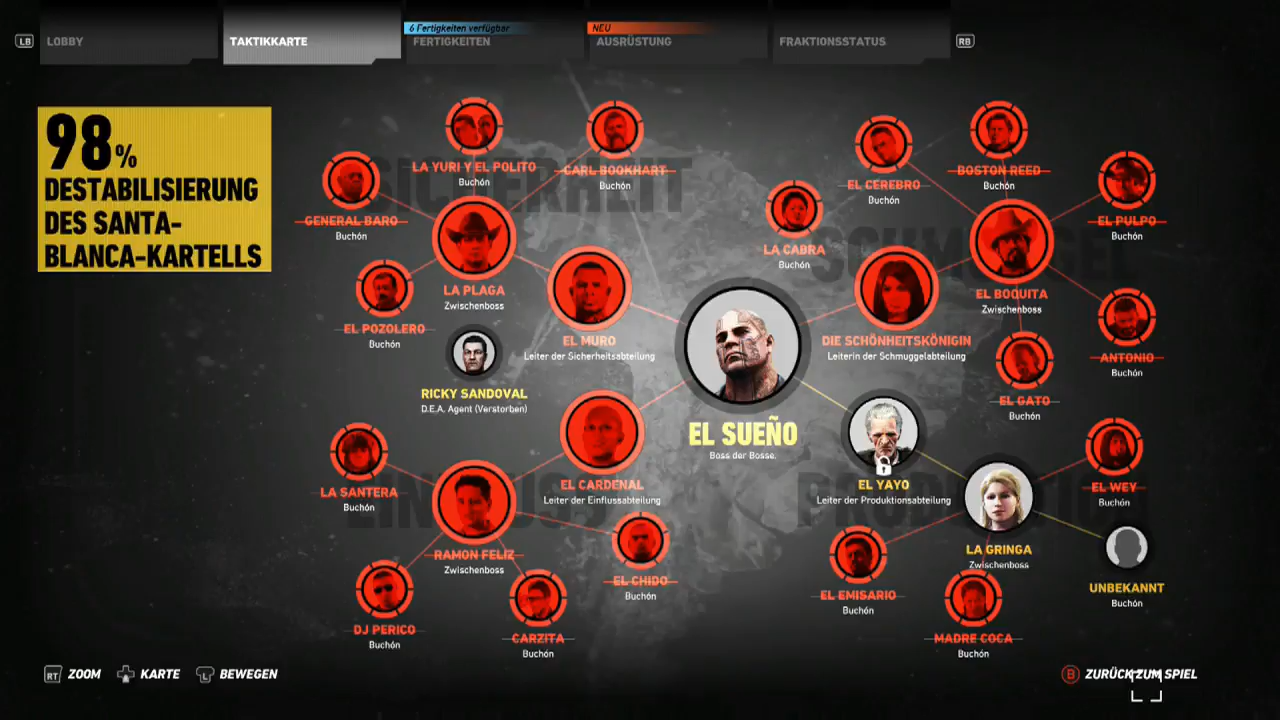 LB
LOBBY
TAKTIKKARTE
6 Fertigkeiten verfügbar
FERTIGKEITEN
NEU
AUSRÜSTUNG
FRAKTIONSSTATUS
RB
98%
DESTABILISIERUNG
DES SANTA-
BLANCA-KARTELLS
SICHERHEIT
SCHMUGGEL
EINFLUSS
PRODUKTION
LA YURI Y EL POLITO
Buchón
CARL BOOKHART
Buchón
GENERAL BARO
Buchón
LA PLAGA
Zwischenboss
EL POZOLERO
Buchón
EL MURO
Leiter der Sicherheitsabteilung
RICKY SANDOVAL
D.E.A. Agent (Verstorben)
EL CEREBRO
Buchón
BOSTON REED
Buchón
EL PULPO
Buchón
LA CABRA
Buchón
EL BOQUITA
Zwischenboss
DIE SCHÖNHEITSKÖNIGIN
Leiterin der Schmuggelabteilung
ANTONIO
Buchón
EL GATO
Buchón
EL SUEÑO
Boss der Bosse.
LA SANTERA
Buchón
EL CARDENAL
Leiter der Einflussabteilung
RAMON FELIZ
Zwischenboss
EL CHIDO
Buchón
DJ PERICO
Buchón
CARZITA
Buchón
EL YAYO
Leiter der Produktionsabteilung
EL WEY
Buchón
LA GRINGA
Zwischenboss
UNBEKANNT
Buchón
EL EMISARIO
Buchón
MADRE COCA
Buchón
RT ZOOM
KARTE
L BEWEGEN
B ZURÜCK ZUM SPIEL